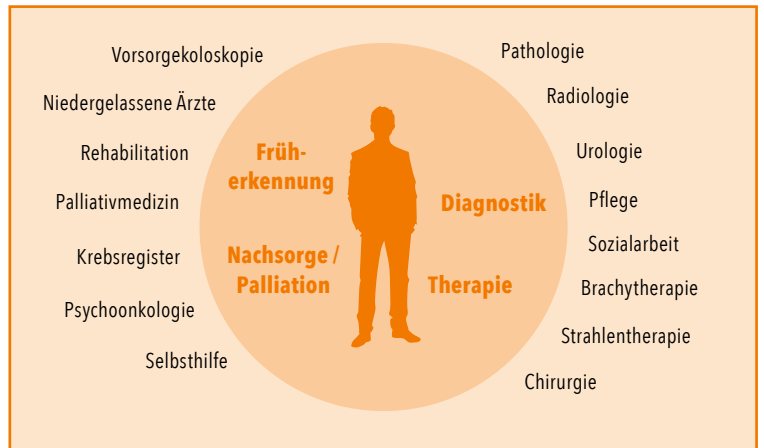 Vorsorgekoloskopie
Niedergelassene Ärzte
Rehabilitation
Palliativmedizin
Krebsregister
Psychoonkologie
Selbsthilfe
Früh-
erkennung
Nachsorge /
Palliation
Diagnostik
Therapie
Pathologie
Radiologie
Urologie
Pflege
Sozialarbeit
Brachytherapie
Strahlentherapie
Chirurgie